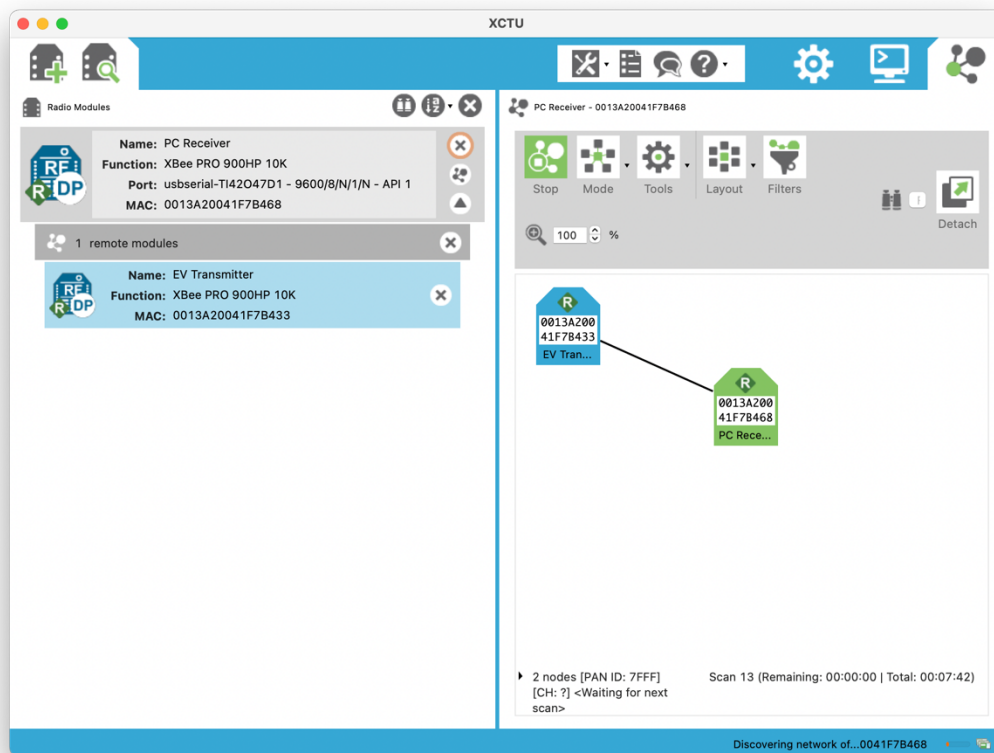 XCTU
Radio Modules
PC Receiver - 0013A20041F7B468
Name: PC Receiver
Function: XBee PRO 900HP 10K
Port: usbserial-TI42O47D1 - 9600/8/N/1/N - API 1
MAC: 0013A20041F7B468
1 remote modules
Name: EV Transmitter
Function: XBee PRO 900HP 10K
MAC: 0013A20041F7B433
Stop
Mode
Tools
Layout
Filters
Detach
100 %
R
0013A200
41F7B433
EV Tran...
R
0013A200
41F7B468
PC Rece...
2 nodes [PAN ID: 7FFF]
[CH: ?] <Waiting for next
scan>
Scan 13 (Remaining: 00:00:00 | Total: 00:07:42)
Discovering network of...0041F7B468
RF
R
DP
RF
R
DP